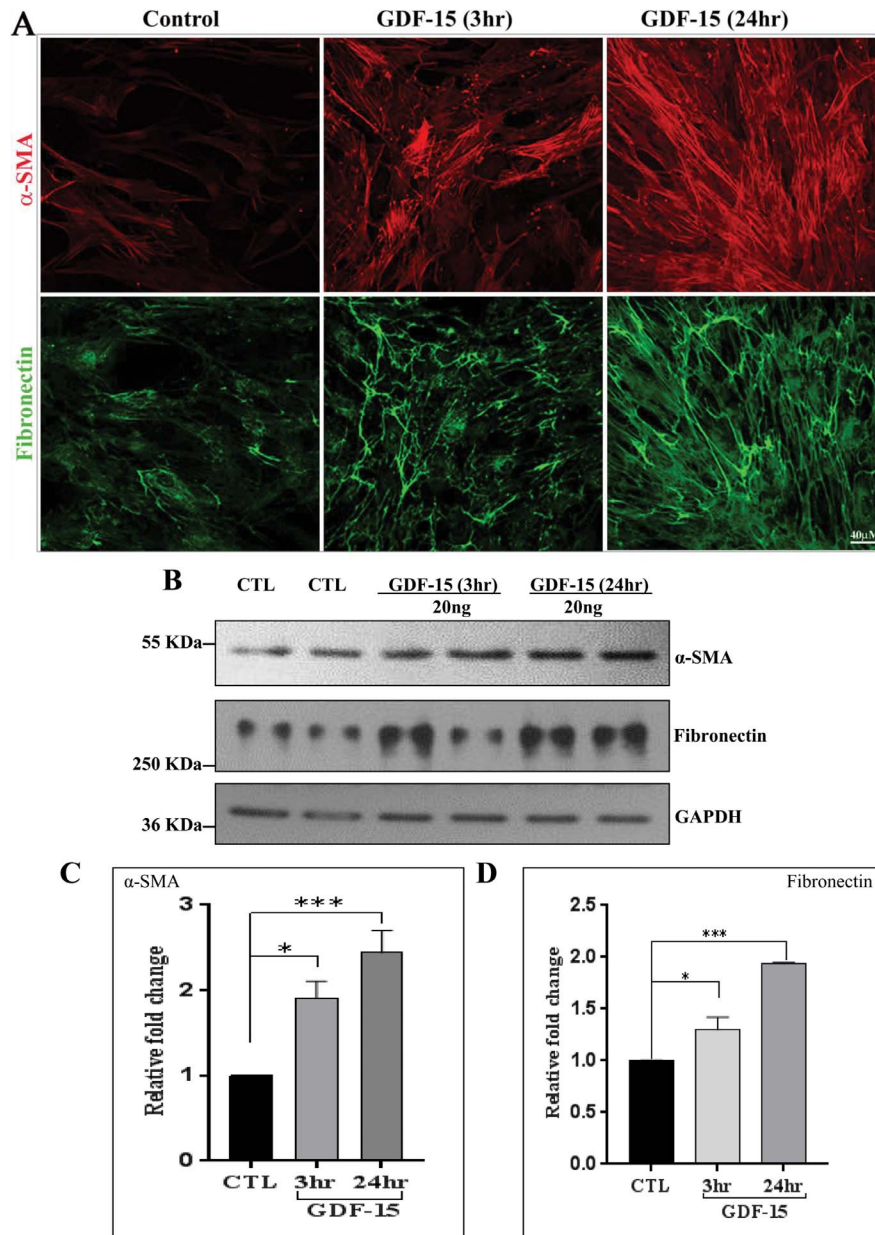 A
Control
GDF-15 (3hr)
GDF-15 (24hr)
α-SMA
Fibronectin
40μM
B
CTL
CTL
GDF-15 (3hr)
GDF-15 (24hr)
20ng
20ng
55 KDa
α-SMA
Fibronectin
250 KDa
GAPDH
36 KDa
C
α-SMA
Relative fold change
3
2
1
0
***
*
CTL
3hr
24hr
GDF-15
D
Fibronectin
Relative fold change
2.5
2.0
1.5
1.0
0.5
0.0
***
*
CTL
3hr
24hr
GDF-15